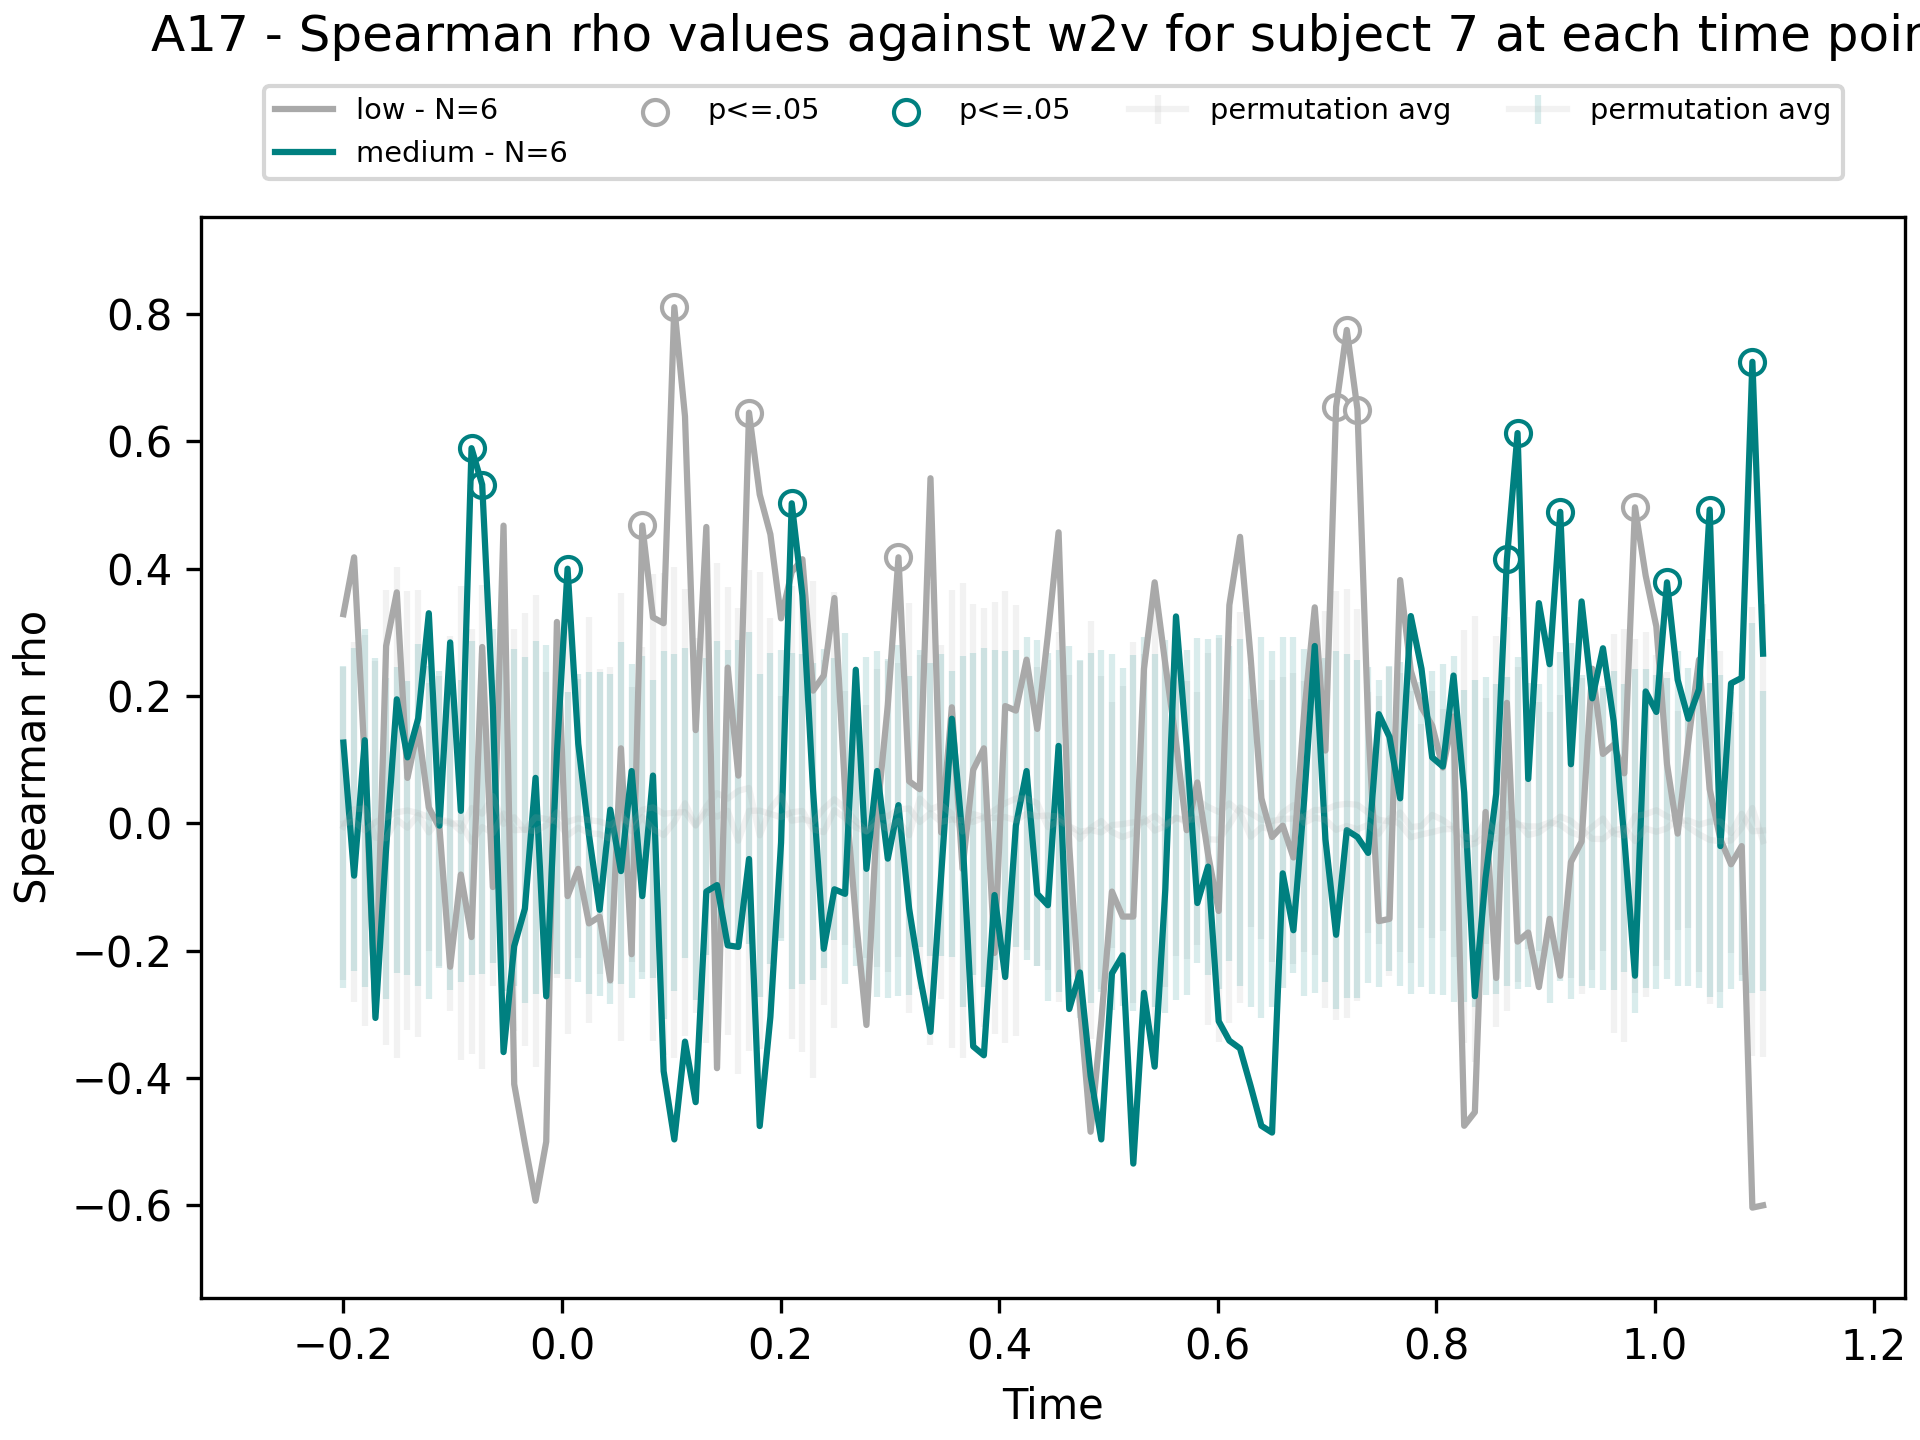 A17 - Spearman rho values against w2v for subject 7 at each time poin
low - N=6
medium - N=6
p<=.05
p<=.05
permutation avg
permutation avg
Spearman rho
0.8
0.6
0.4
0.2
0.0
−0.2
−0.4
−0.6
−0.2 0.0 0.2 0.4 0.6 0.8 1.0 1.2
Time